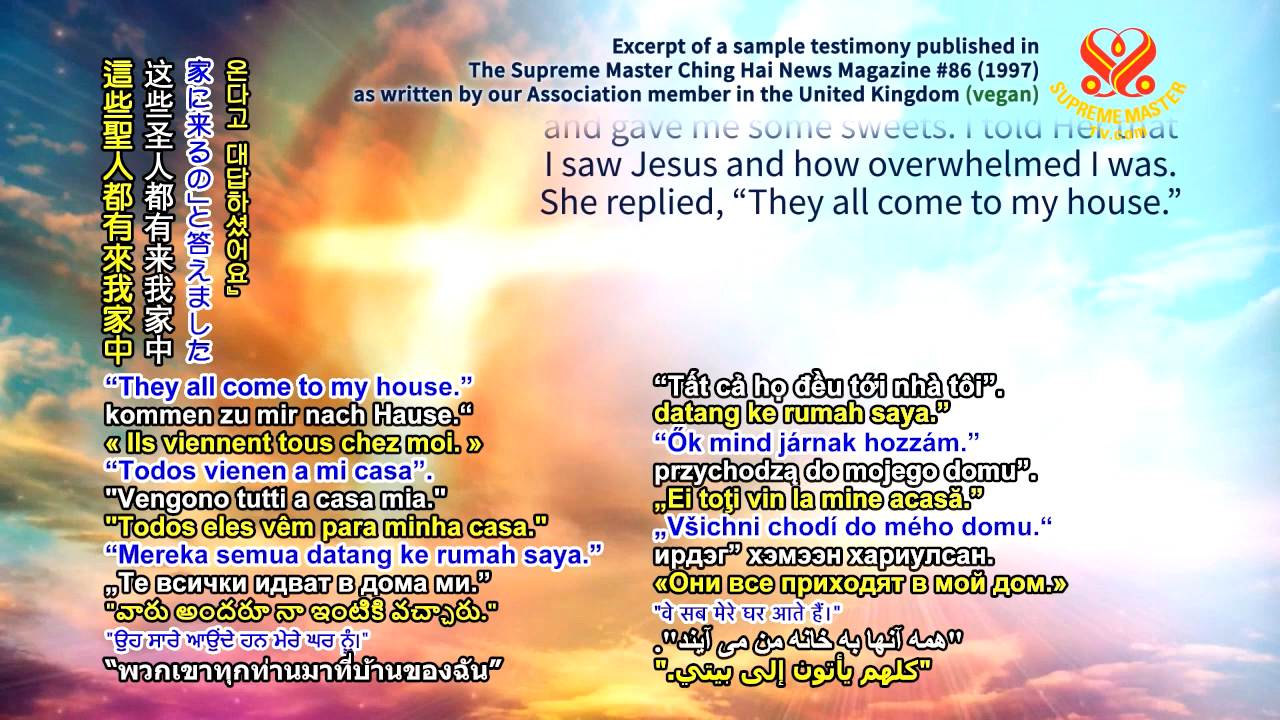 Excerpt of a sample testimony published in
The Supreme Master Ching Hai News Magazine #86 (1997)
as written by our Association member in the United Kingdom (vegan)
SUPREME MASTER
TV.com
and gave me some sweets. I told Her that
I saw Jesus and how overwhelmed I was.
She replied, “They all come to my house.”
這些聖人都有來我家中
这些圣人都有来我家中
家に来るの」と答えました
온다고 대답하셨어요』
“They all come to my house.”
kommen zu mir nach Hause.“
« Ils viennent tous chez moi. »
“Todos vienen a mi casa”.
"Vengono tutti a casa mia."
"Todos eles vêm para minha casa."
“Mereka semua datang ke rumah saya.”
„Те всички идват в дома ми.”
"వారు అందరూ నా ఇంటికి వచ్చారు."
"ਉਹ ਸਾਰੇ ਆਉਂਦੇ ਹਨ ਮੇਰੇ ਘਰ ਨੂੰ।"
“พวกเขาทุกท่านมาที่บ้านของฉัน”
“Tất cả họ đều tới nhà tôi”.
datang ke rumah saya.”
“Ők mind járnak hozzám.”
przychodzą do mojego domu”.
„Ei toţi vin la mine acasă.”
„Všichni chodí do mého domu.“
ирдэг” хэмээн хариулсан.
«Они все приходят в мой дом.»
"वे सब मेरे घर आते हैं।"
"همه آنها به خانه من می آیند".
"كلهم يأتون إلى بيتي."